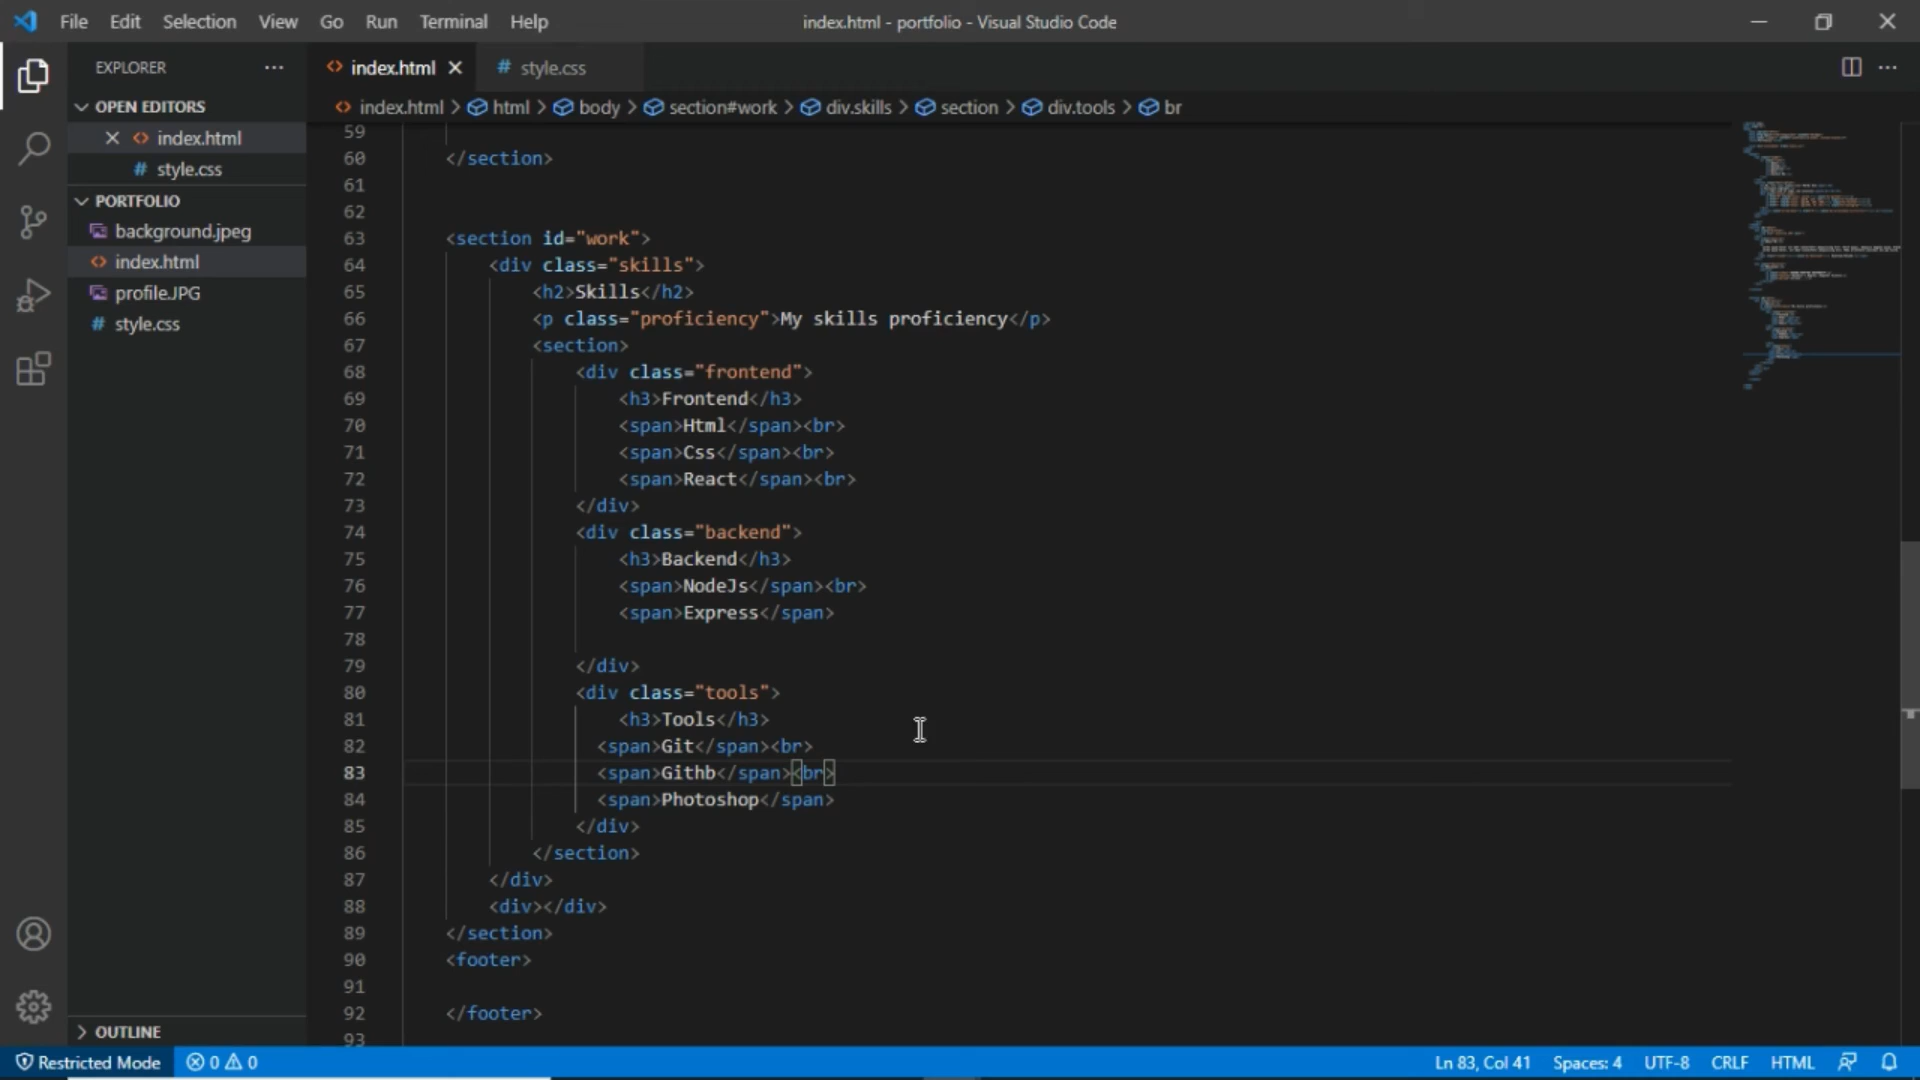 File Edit Selection View Go Run Terminal Help
index.html - portfolio - Visual Studio Code
EXPLORER
OPEN EDITORS
index.html
style.css
PORTFOLIO
background.jpeg
index.html
profile.JPG
style.css
OUTLINE
index.html
style.css
index.html > html > body > section#work > div.skills > section > div.tools > br
59
60 </section>
61
62
63 <section id="work">
64 <div class="skills">
65 <h2>Skills</h2>
66 <p class="proficiency">My skills proficiency</p>
67 <section>
68 <div class="frontend">
69 <h3>Frontend</h3>
70 <span>Html</span><br>
71 <span>Css</span><br>
72 <span>React</span><br>
73 </div>
74 <div class="backend">
75 <h3>Backend</h3>
76 <span>NodeJs</span><br>
77 <span>Express</span>
78
79 </div>
80 <div class="tools">
81 <h3>Tools</h3>
82 <span>Git</span><br>
83 <span>Githb</span><br>
84 <span>Photoshop</span>
85 </div>
86 </section>
87 </div>
88 <div></div>
89 </section>
90 <footer>
91
92 </footer>
93
Restricted Mode 0 0 Ln 83, Col 41 Spaces: 4 UTF-8 CRLF HTML